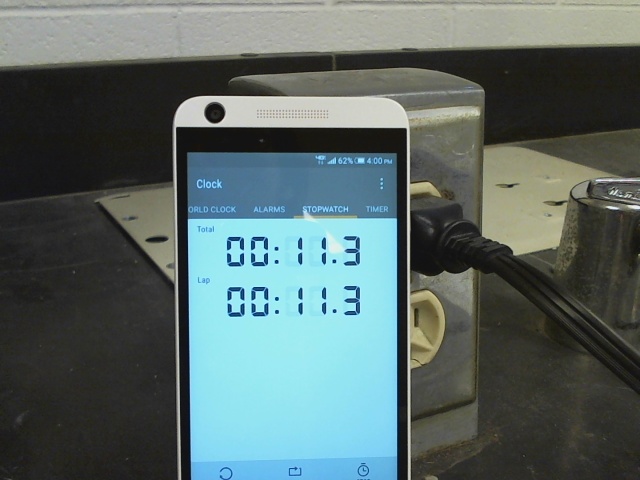 62% 4:00 PM
Clock
ORLD CLOCK ALARMS STOPWATCH TIMER
Total
00:11.3
Lap
00:11.3